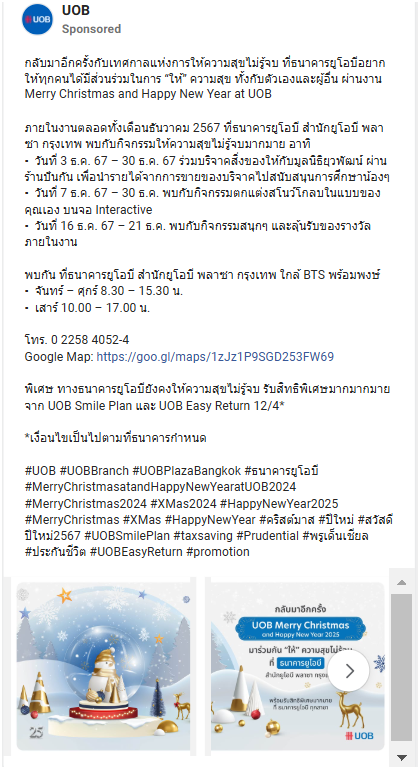 UOB
UOB
Sponsored
กลับมาอีกครั้งกับเทศกาลแห่งการให้ความสุขไม่รู้จบ ที่ธนาคารยูโอบีอยาก
ให้ทุกคนได้มีส่วนร่วมในการ “ให้” ความสุข ทั้งกับตัวเองและผู้อื่น ผ่านงาน
Merry Christmas and Happy New Year at UOB
ภายในงานตลอดทั้งเดือนธันวาคม 2567 ที่ธนาคารยูโอบี สำนักยูโอบี พลา
ซา กรุงเทพ พบกับกิจกรรมให้ความสุขไม่รู้จบมากมาย อาทิ
- วันที่ 3 ธ.ค. 67 – 30 ธ.ค. 67 ร่วมบริจาคสิ่งของให้กับมูลนิธิยุวพัฒน์ ผ่าน
ร้านปันกัน เพื่อนำรายได้จากการขายของบริจาคไปสนับสนุนการศึกษาน้องๆ
- วันที่ 7 ธ.ค. 67 – 30 ธ.ค. พบกับกิจกรรมตกแต่งสโนว์โกลบในแบบของ
คุณเอง บนจอ Interactive
- วันที่ 16 ธ.ค. 67 – 21 ธ.ค. พบกับกิจกรรมสนุกๆ และลุ้นรับของรางวัล
ภายในงาน
พบกัน ที่ธนาคารยูโอบี สำนักยูโอบี พลาซา กรุงเทพ ใกล้ BTS พร้อมพงษ์
• จันทร์ – ศุกร์ 8.30 – 15.30 น.
• เสาร์ 10.00 – 17.00 น.
โทร. 0 2258 4052-4
Google Map: https://goo.gl/maps/1zJz1P9SGD253FW69
พิเศษ ทางธนาคารยูโอบียังคงให้ความสุขไม่รู้จบ รับสิทธิพิเศษมากมากมาย
จาก UOB Smile Plan และ UOB Easy Return 12/4*
*เงื่อนไขเป็นไปตามที่ธนาคารกำหนด
#UOB #UOBBranch #UOBPlazaBangkok #ธนาคารยูโอบี
#MerryChristmasatandHappyNewYearatUOB2024
#MerryChristmas2024 #XMas2024 #HappyNewYear2025
#MerryChristmas #XMas #HappyNewYear #คริสต์มาส #ปีใหม่ #สวัสดี
ปีใหม่2567 #UOBSmilePlan #taxsaving #Prudential #พรูเด็นเชียล
#ประกันชีวิต #UOBEasyReturn #promotion
25
กลับมาอีกครั้ง
UOB Merry Christmas
and Happy New Year 2025
มาร่วมกัน “ให้” ความสุขไม่รู้จบ
ที่ ธนาคารยูโอบี
สำนักยูโอบี พลาซา
พร้อมรับสิทธิพิเศษมากมาย
ที่ ธนาคารยูโอบี ทุกสาขา
UOB